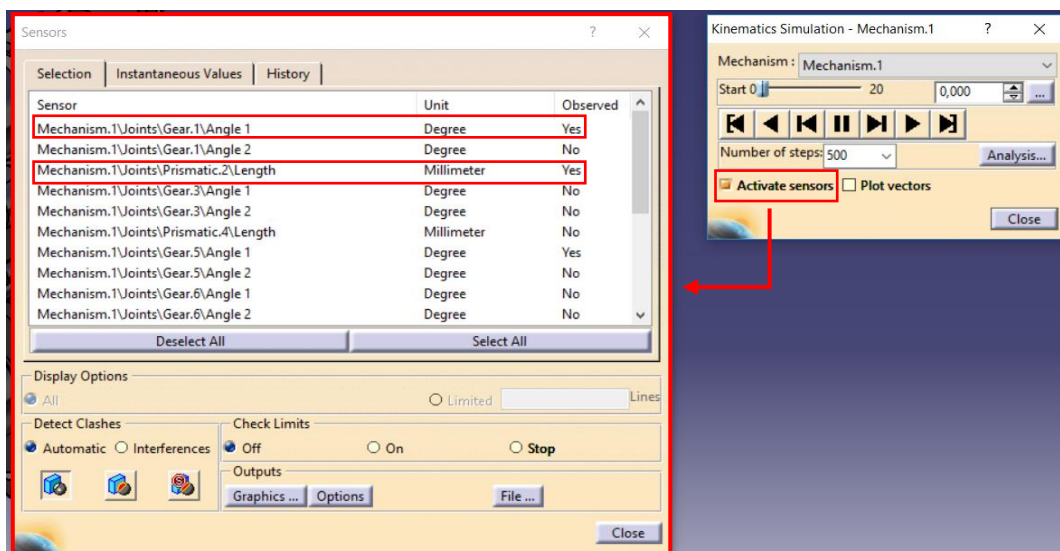 Sensors ? ×
Selection Instantaneous Values History
Sensor Unit Observed
Mechanism.1\Joints\Gear.1\Angle 1 Degree Yes
Mechanism.1\Joints\Gear.1\Angle 2 Degree No
Mechanism.1\Joints\Prismatic.2\Length Millimeter Yes
Mechanism.1\Joints\Gear.3\Angle 1 Degree No
Mechanism.1\Joints\Gear.3\Angle 2 Degree No
Mechanism.1\Joints\Prismatic.4\Length Millimeter No
Mechanism.1\Joints\Gear.5\Angle 1 Degree Yes
Mechanism.1\Joints\Gear.5\Angle 2 Degree No
Mechanism.1\Joints\Gear.6\Angle 1 Degree No
Mechanism.1\Joints\Gear.6\Angle 2 Degree No
Deselect All Select All
Display Options
All Limited Lines
Detect Clashes Check Limits
Automatic Interferences Off On Stop
Outputs
Graphics ... Options File ...
Close
Kinematics Simulation - Mechanism.1 ? ×
Mechanism : Mechanism.1
Start 0 20 0,000 ...
Number of steps: 500 Analysis...
Activate sensors Plot vectors
Close